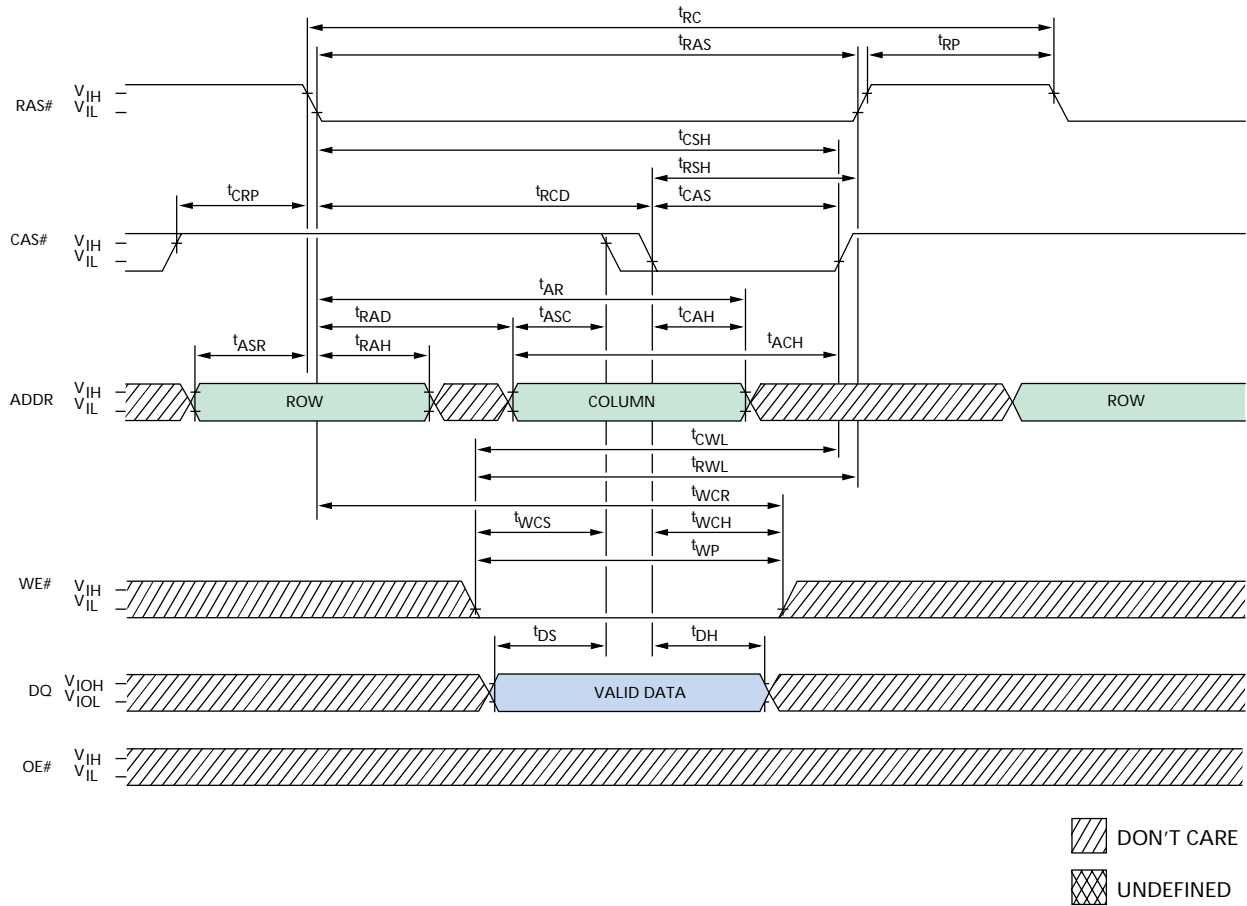 tRC
tRAS
tRP
RAS#
VIH
VIL
tCSH
tRSH
tCRP
tRCD
tCAS
CAS#
VIH
VIL
tAR
tRAD
tASC
tCAH
tACH
tASR
tRAH
ADDR
VIH
VIL
ROW
COLUMN
ROW
tCWL
tRWL
tWCR
tWCS
tWCH
tWP
WE#
VIH
VIL
tDS
tDH
DQ
VIOH
VIOL
VALID DATA
OE#
VIH
VIL
DON'T CARE
UNDEFINED